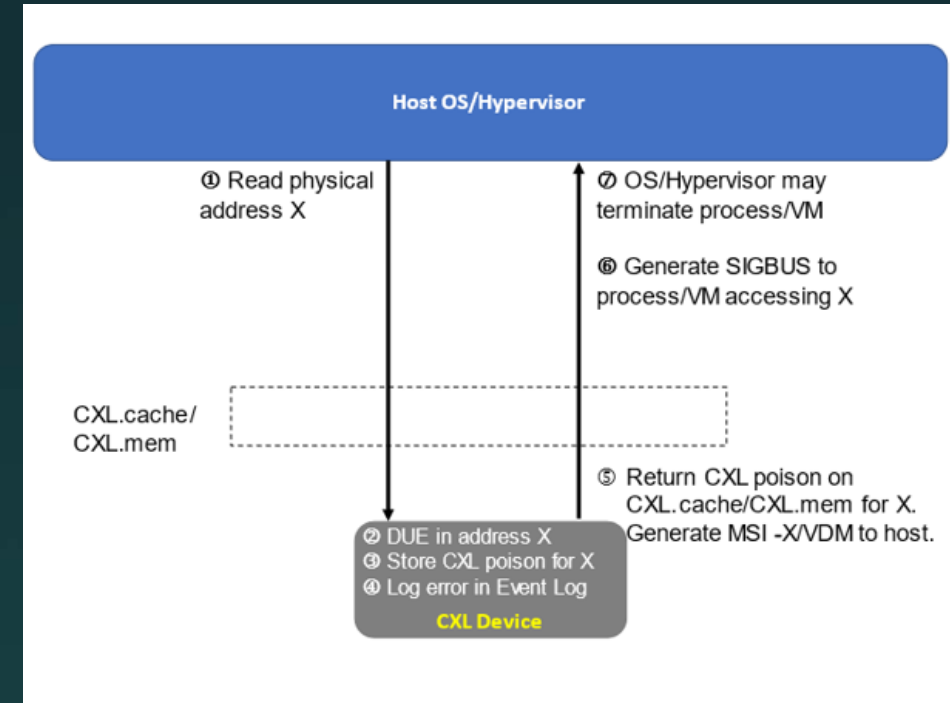 Host OS/Hypervisor
① Read physical
address X
⑦ OS/Hypervisor may
terminate process/VM
⑥ Generate SIGBUS to
process/VM accessing X
CXL.cache/
CXL.mem
⑤ Return CXL poison on
CXL.cache/CXL.mem for X.
Generate MSI -X/VDM to host.
② DUE in address X
③ Store CXL poison for X
④ Log error in Event Log
CXL Device